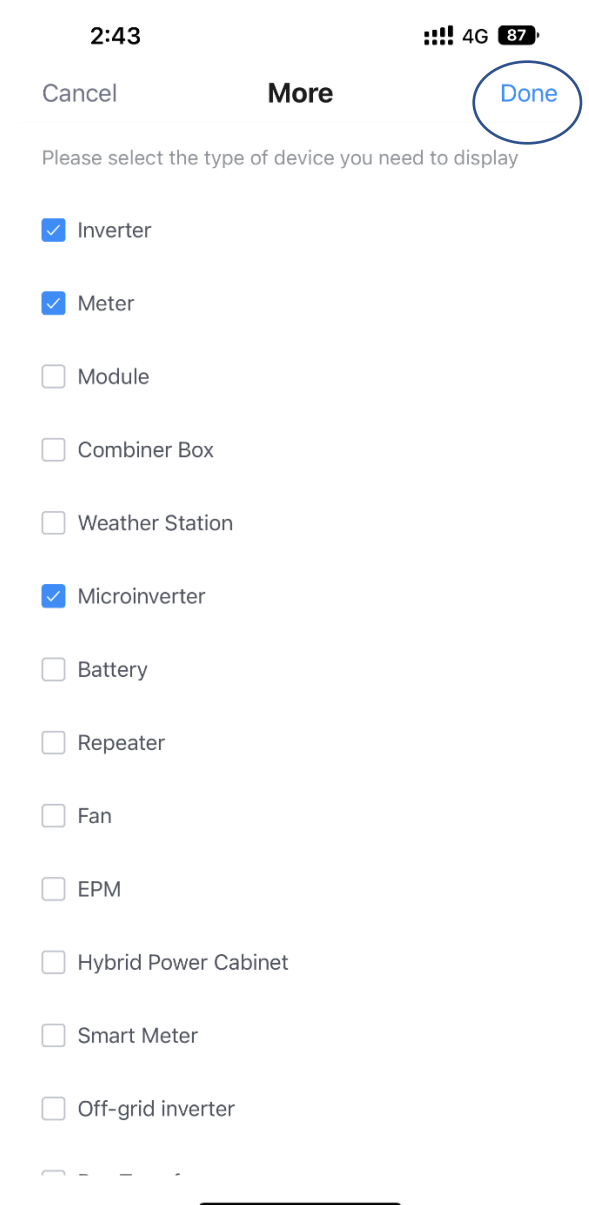 2:43 4G 87
Cancel More Done
Please select the type of device you need to display
Inverter
Meter
Module
Combiner Box
Weather Station
Microinverter
Battery
Repeater
Fan
EPM
Hybrid Power Cabinet
Smart Meter
Off-grid inverter